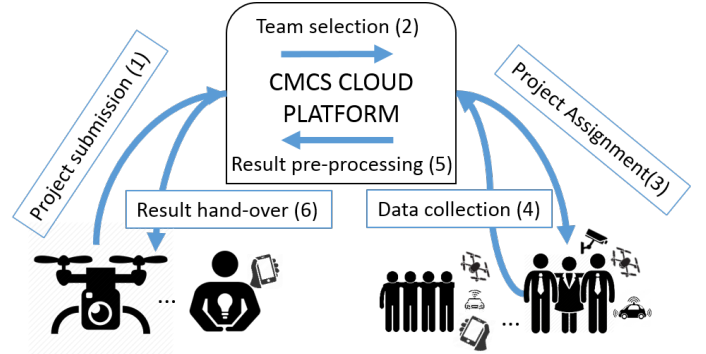 Team selection (2)
CMCS CLOUD
PLATFORM
Result pre-processing (5)
Project submission (1)
Project Assignment(3)
Result hand-over (6)
Data collection (4)
...
...